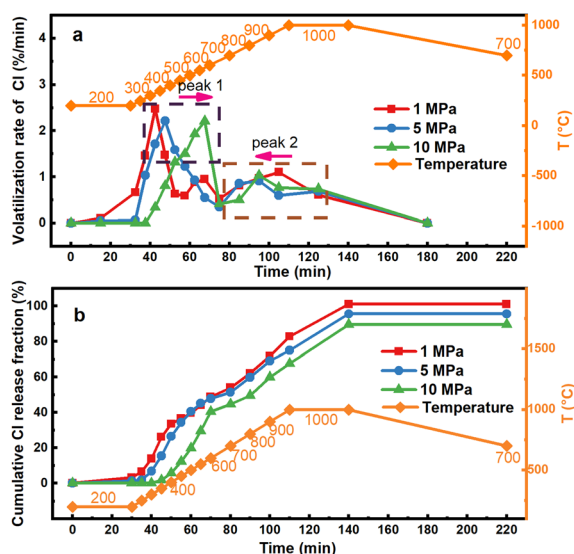 a
Volatilization rate of Cl (%/min)
4
3
2
1
0
200
300
400
500
600
700
800
900
1000
700
peak 1
peak 2
1 MPa
5 MPa
10 MPa
Temperature
1000
500
0
-500
-1000
T (°C)
0 20 40 60 80 100 120 140 160 180 200 220
Time (min)
b
Cumulative Cl release fraction (%)
100
80
60
40
20
0
200
400
600
700
800
900
1000
700
1 MPa
5 MPa
10 MPa
Temperature
1500
1000
500
T (°C)
0 20 40 60 80 100 120 140 160 180 200 220
Time (min)